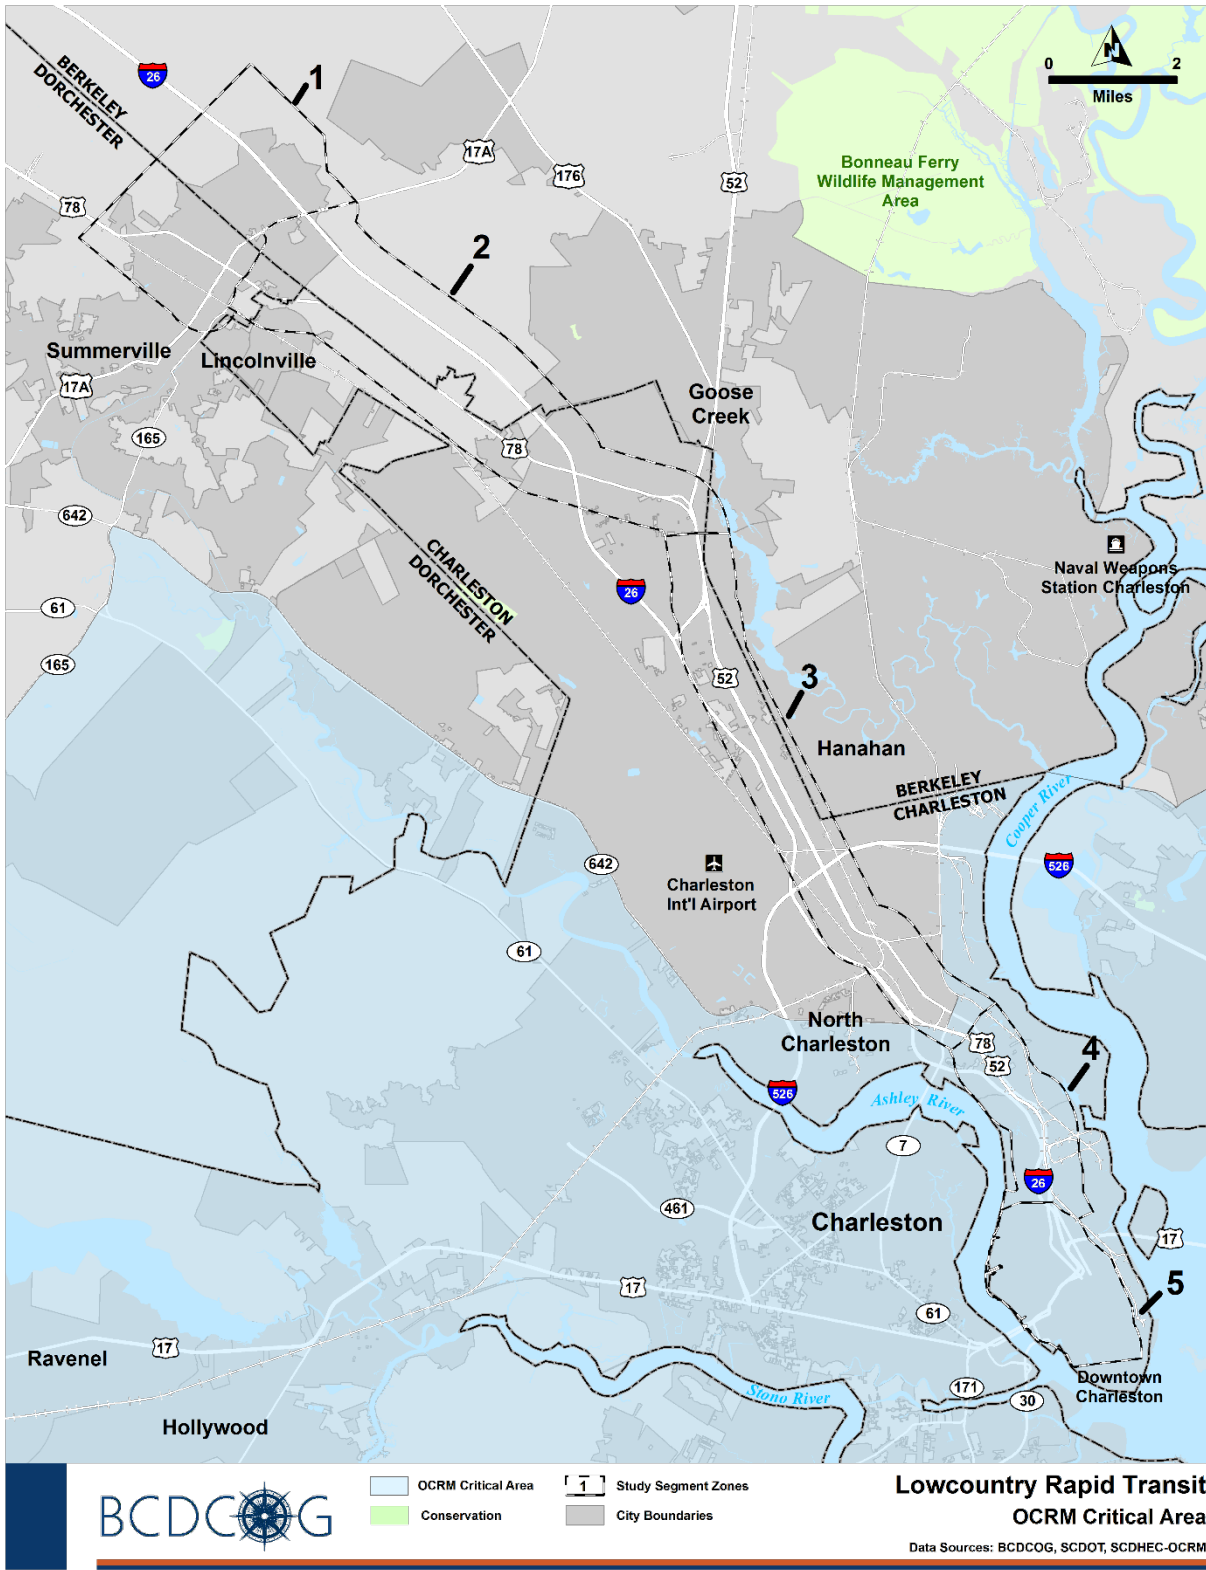 BERKELEY
DORCHESTER
26
1
N
0
2
Miles
17A
176
52
Bonneau Ferry
Wildlife Management
Area
78
2
Summerville
Lincolnville
17A
Goose
Creek
165
78
642
CHARLESTON
DORCHESTER
Naval Weapons
Station Charleston
61
26
165
52
3
Hanahan
BERKELEY
CHARLESTON
Cooper River
642
Charleston
Int'l Airport
526
61
North
Charleston
78
52
4
526
Ashley River
7
26
461
Charleston
17
17
5
61
17
Ravenel
Downtown
Charleston
171
30
Stono River
Hollywood
BCDCOG
OCRM Critical Area
Conservation
1
Study Segment Zones
City Boundaries
Lowcountry Rapid Transit
OCRM Critical Area
Data Sources: BCDCOG, SCDOT, SCDHEC-OCRM